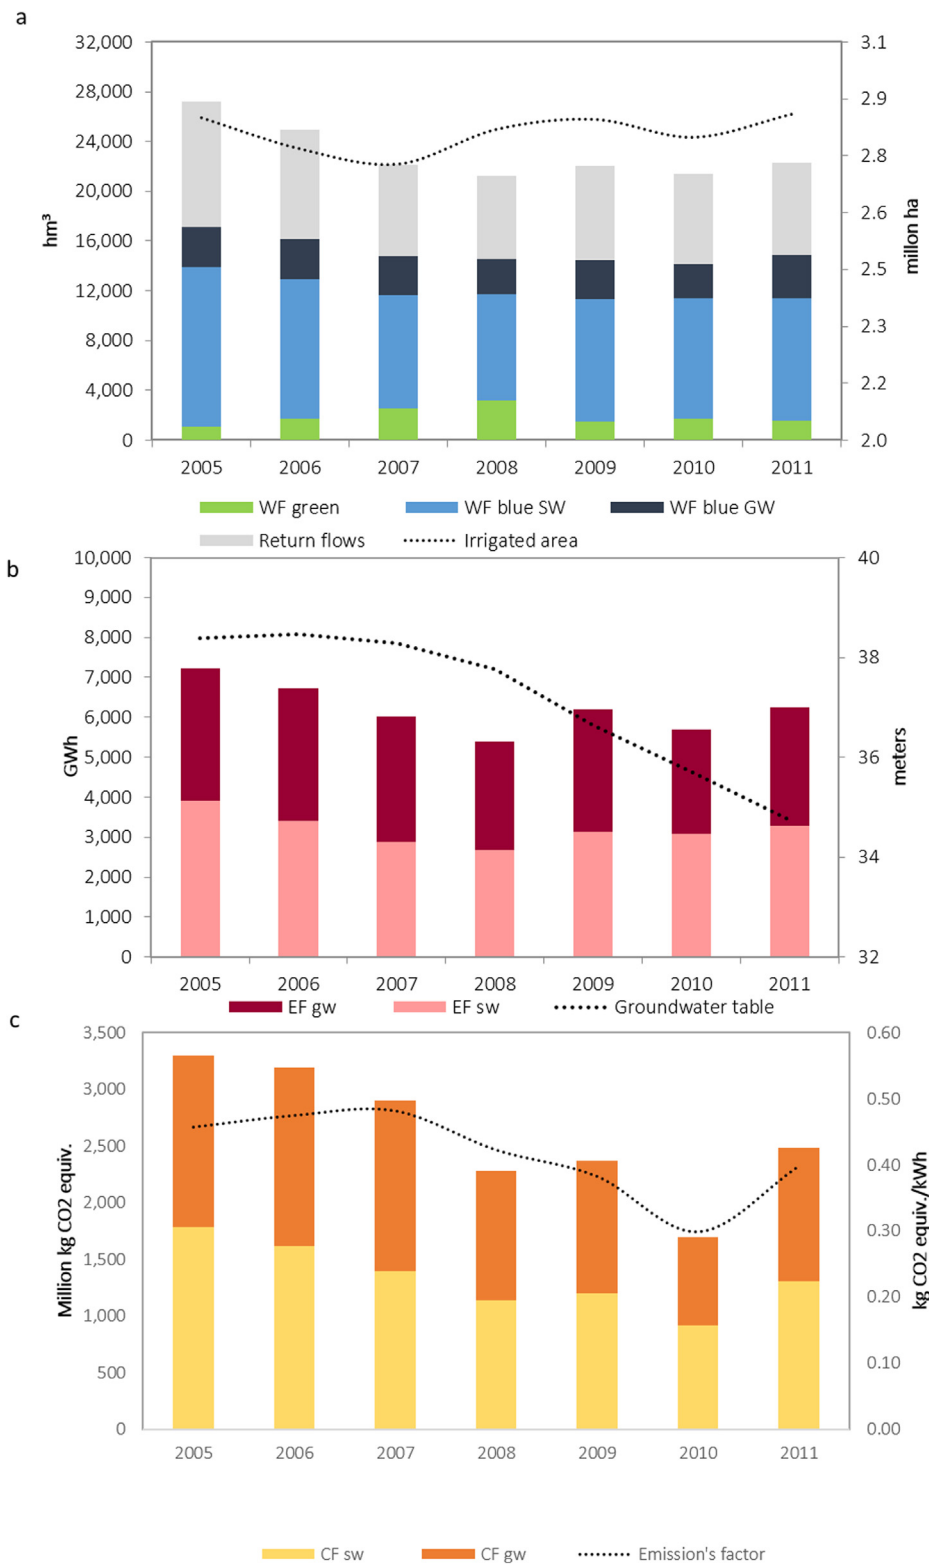 a
32,000 3.1
28,000 2.9
24,000 2.8
20,000 2.6
16,000 2.5
12,000 2.3
8,000 2.2
4,000 2.0
0
hm³
millon ha
2005 2006 2007 2008 2009 2010 2011
WF green WF blue SW WF blue GW
Return flows Irrigated area
b
10,000 40
9,000
8,000 38
7,000
6,000
5,000 36
4,000
3,000 34
2,000
1,000
0 32
GWh
meters
2005 2006 2007 2008 2009 2010 2011
EF gw EF sw Groundwater table
c
3,500 0.60
3,000 0.50
2,500 0.40
2,000 0.30
1,500 0.20
1,000 0.10
500 0.00
0
Million kg CO2 equiv.
kg CO2 equiv./kWh
2005 2006 2007 2008 2009 2010 2011
CF sw CF gw Emission's factor